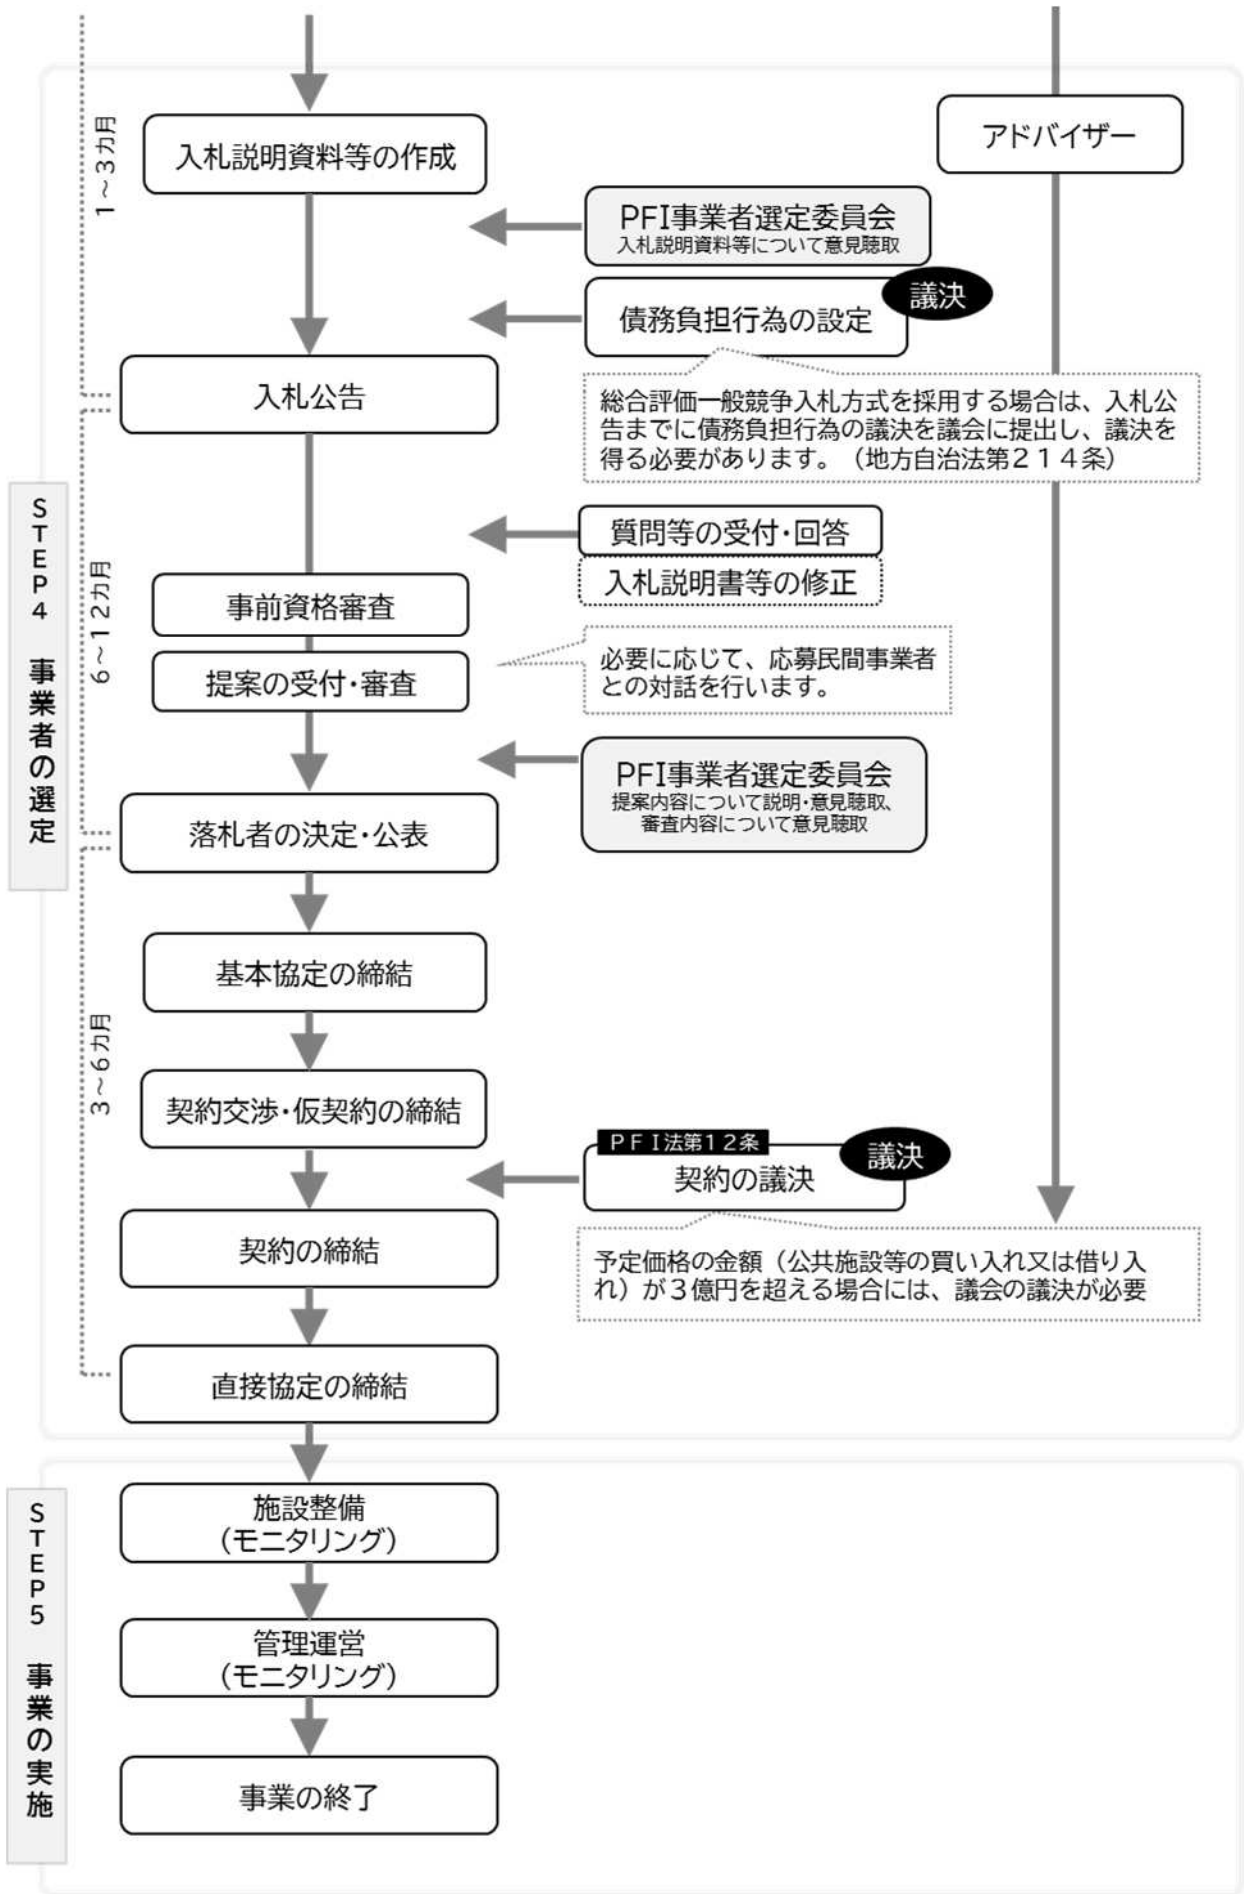 1～3カ月
入札説明資料等の作成
アドバイザー
PFI事業者選定委員会
入札説明資料等について意見聴取
議決
債務負担行為の設定
入札公告
総合評価一般競争入札方式を採用する場合は、入札公
告までに債務負担行為の議決を議会に提出し、議決を
得る必要があります。（地方自治法第２１４条）
STEP4 事業者の選定
6～12カ月
質問等の受付・回答
入札説明書等の修正
事前資格審査
提案の受付・審査
必要に応じて、応募民間事業者
との対話を行います。
PFI事業者選定委員会
提案内容について説明・意見聴取、
審査内容について意見聴取
落札者の決定・公表
基本協定の締結
3～6カ月
契約交渉・仮契約の締結
ＰＦＩ法第１２条
議決
契約の議決
契約の締結
予定価格の金額（公共施設等の買い入れ又は借り入
れ）が３億円を超える場合には、議会の議決が必要
直接協定の締結
STEP5 事業の実施
施設整備
(モニタリング)
管理運営
(モニタリング)
事業の終了